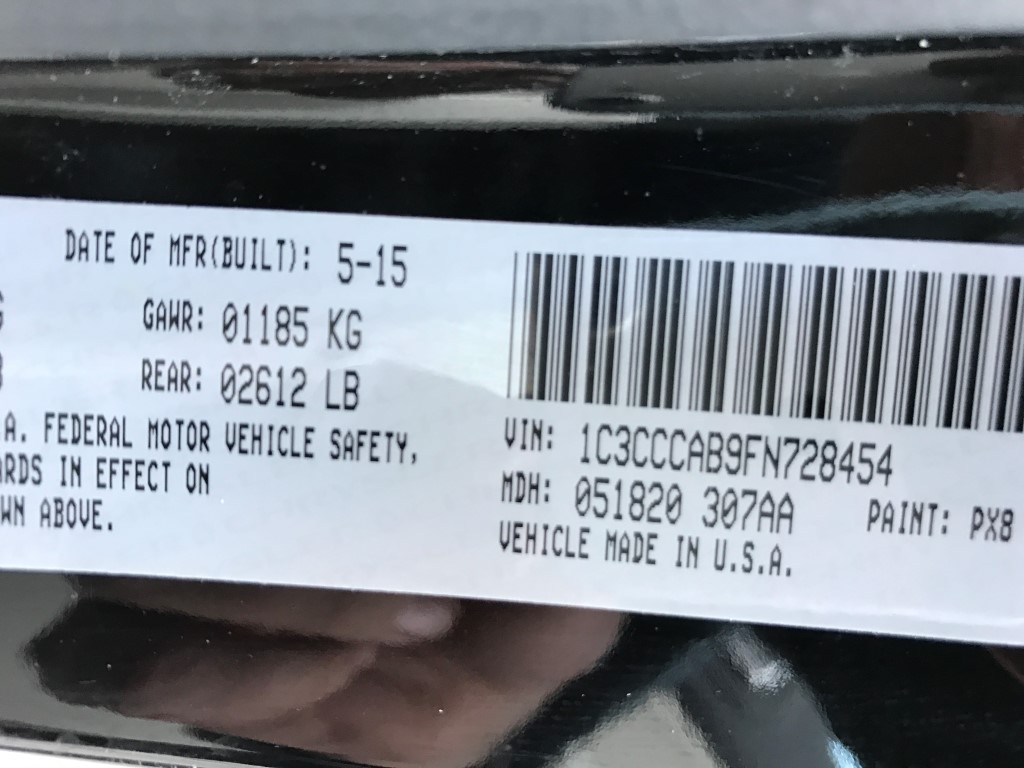 DATE OF MFR(BUILT): 5-15
GAWR: 01185 KG
REAR: 02612 LB
A. FEDERAL MOTOR VEHICLE SAFETY,
ARDS IN EFFECT ON
WN ABOVE.
VIN: 1C3CCCAB9FN728454
MDH: 051820 307AA PAINT: PX8
VEHICLE MADE IN U.S.A.